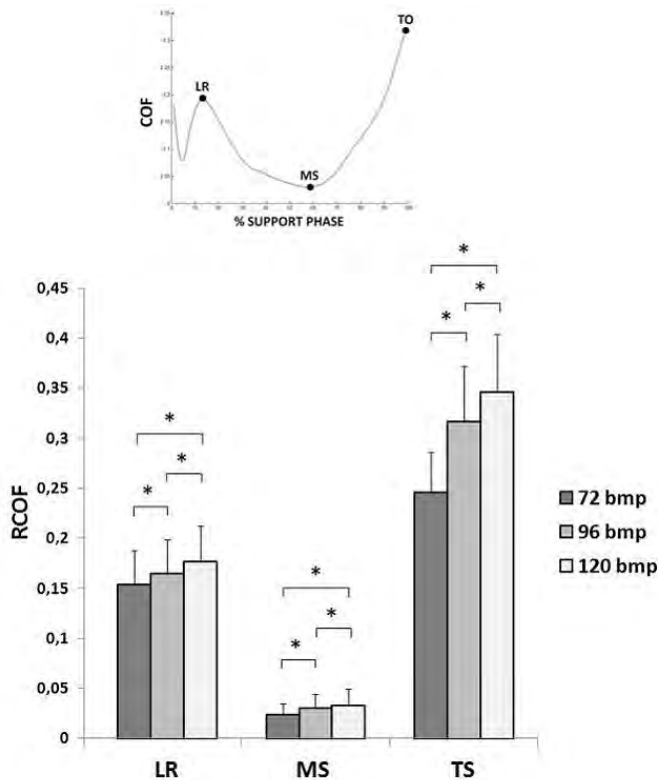 TO
LR
COF
MS
% SUPPORT PHASE
* * * * * * * * *
0,45
0,4
0,35
0,3
0,25
0,2
0,15
0,1
0,05
0
RCOF
72 bmp
96 bmp
120 bmp
LR MS TS